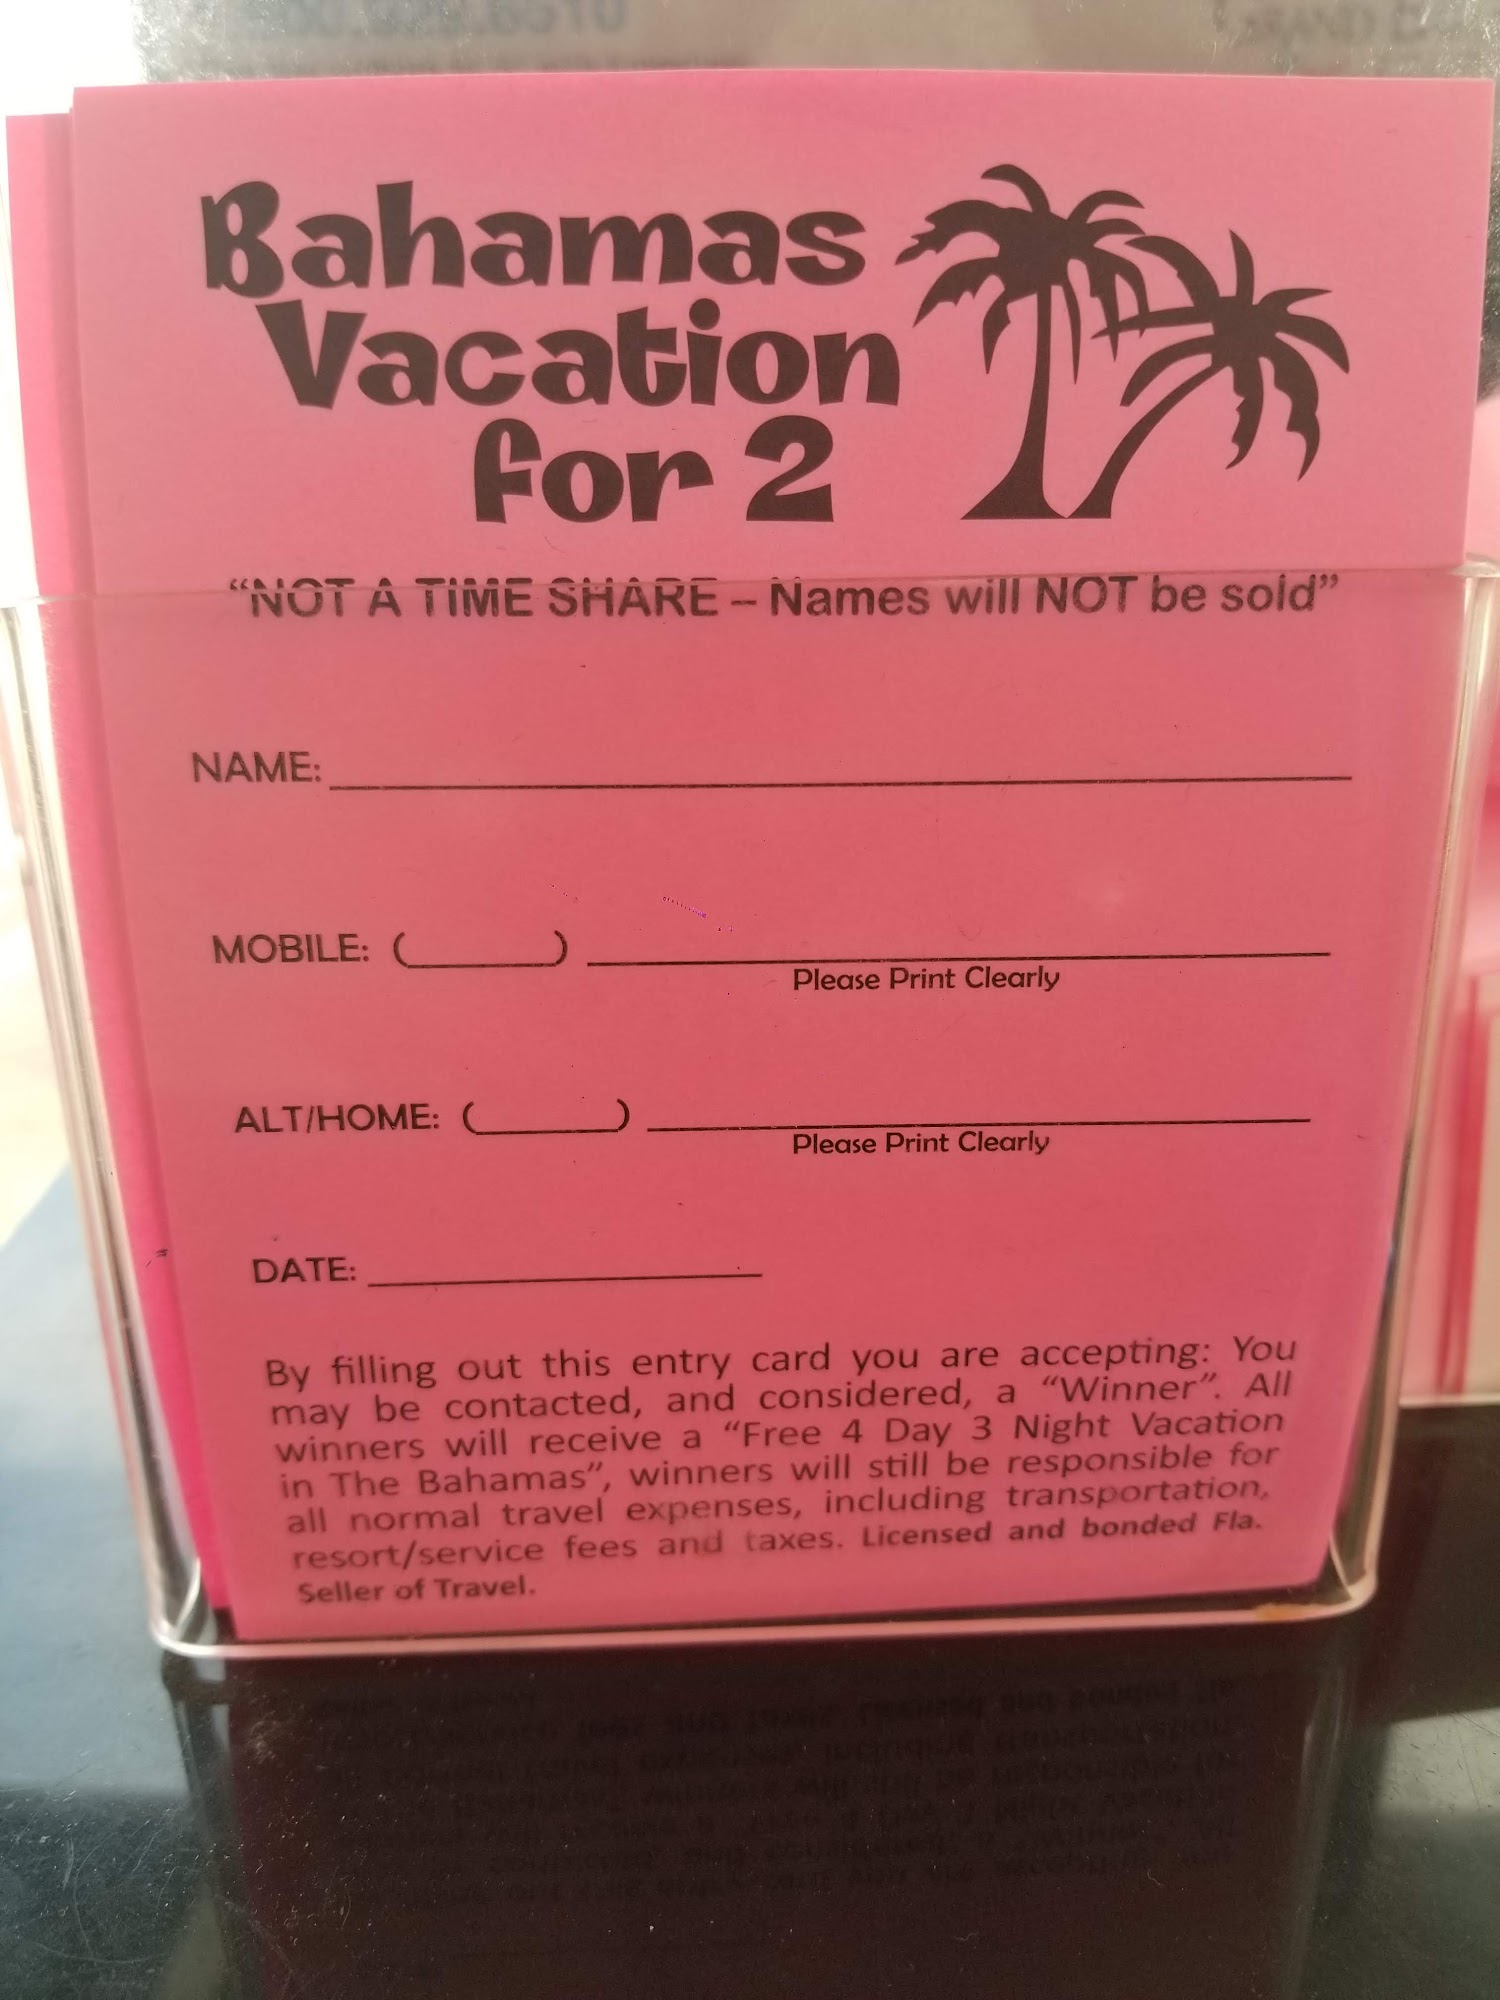 Bahamas
Vacation
for 2
“NOT A TIME SHARE – Names will NOT be sold”
NAME:
MOBILE: ( )
Please Print Clearly
ALT/HOME: ( )
Please Print Clearly
DATE:
By filling out this entry card you are accepting: You
may be contacted, and considered, a “Winner”. All
winners will receive a “Free 4 Day 3 Night Vacation
in The Bahamas”, winners will still be responsible for
all normal travel expenses, including transportation,
resort/service fees and taxes. Licensed and bonded Fla.
Seller of Travel.